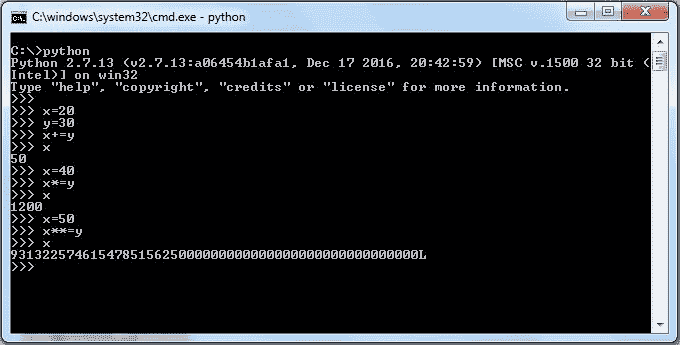 C:\windows\system32\cmd.exe - python
C:\>python
Python 2.7.13 (v2.7.13:a06454b1afa1, Dec 17 2016, 20:42:59) [MSC v.1500 32 bit (
Intel)] on win32
Type "help", "copyright", "credits" or "license" for more information.
>>>
>>> x=20
>>> y=30
>>> x+=y
>>> x
50
>>> x=40
>>> x*=y
>>> x
1200
>>> x=50
>>> x**=y
>>> x
931322574615478515625000000000000000000000000000000L
>>>